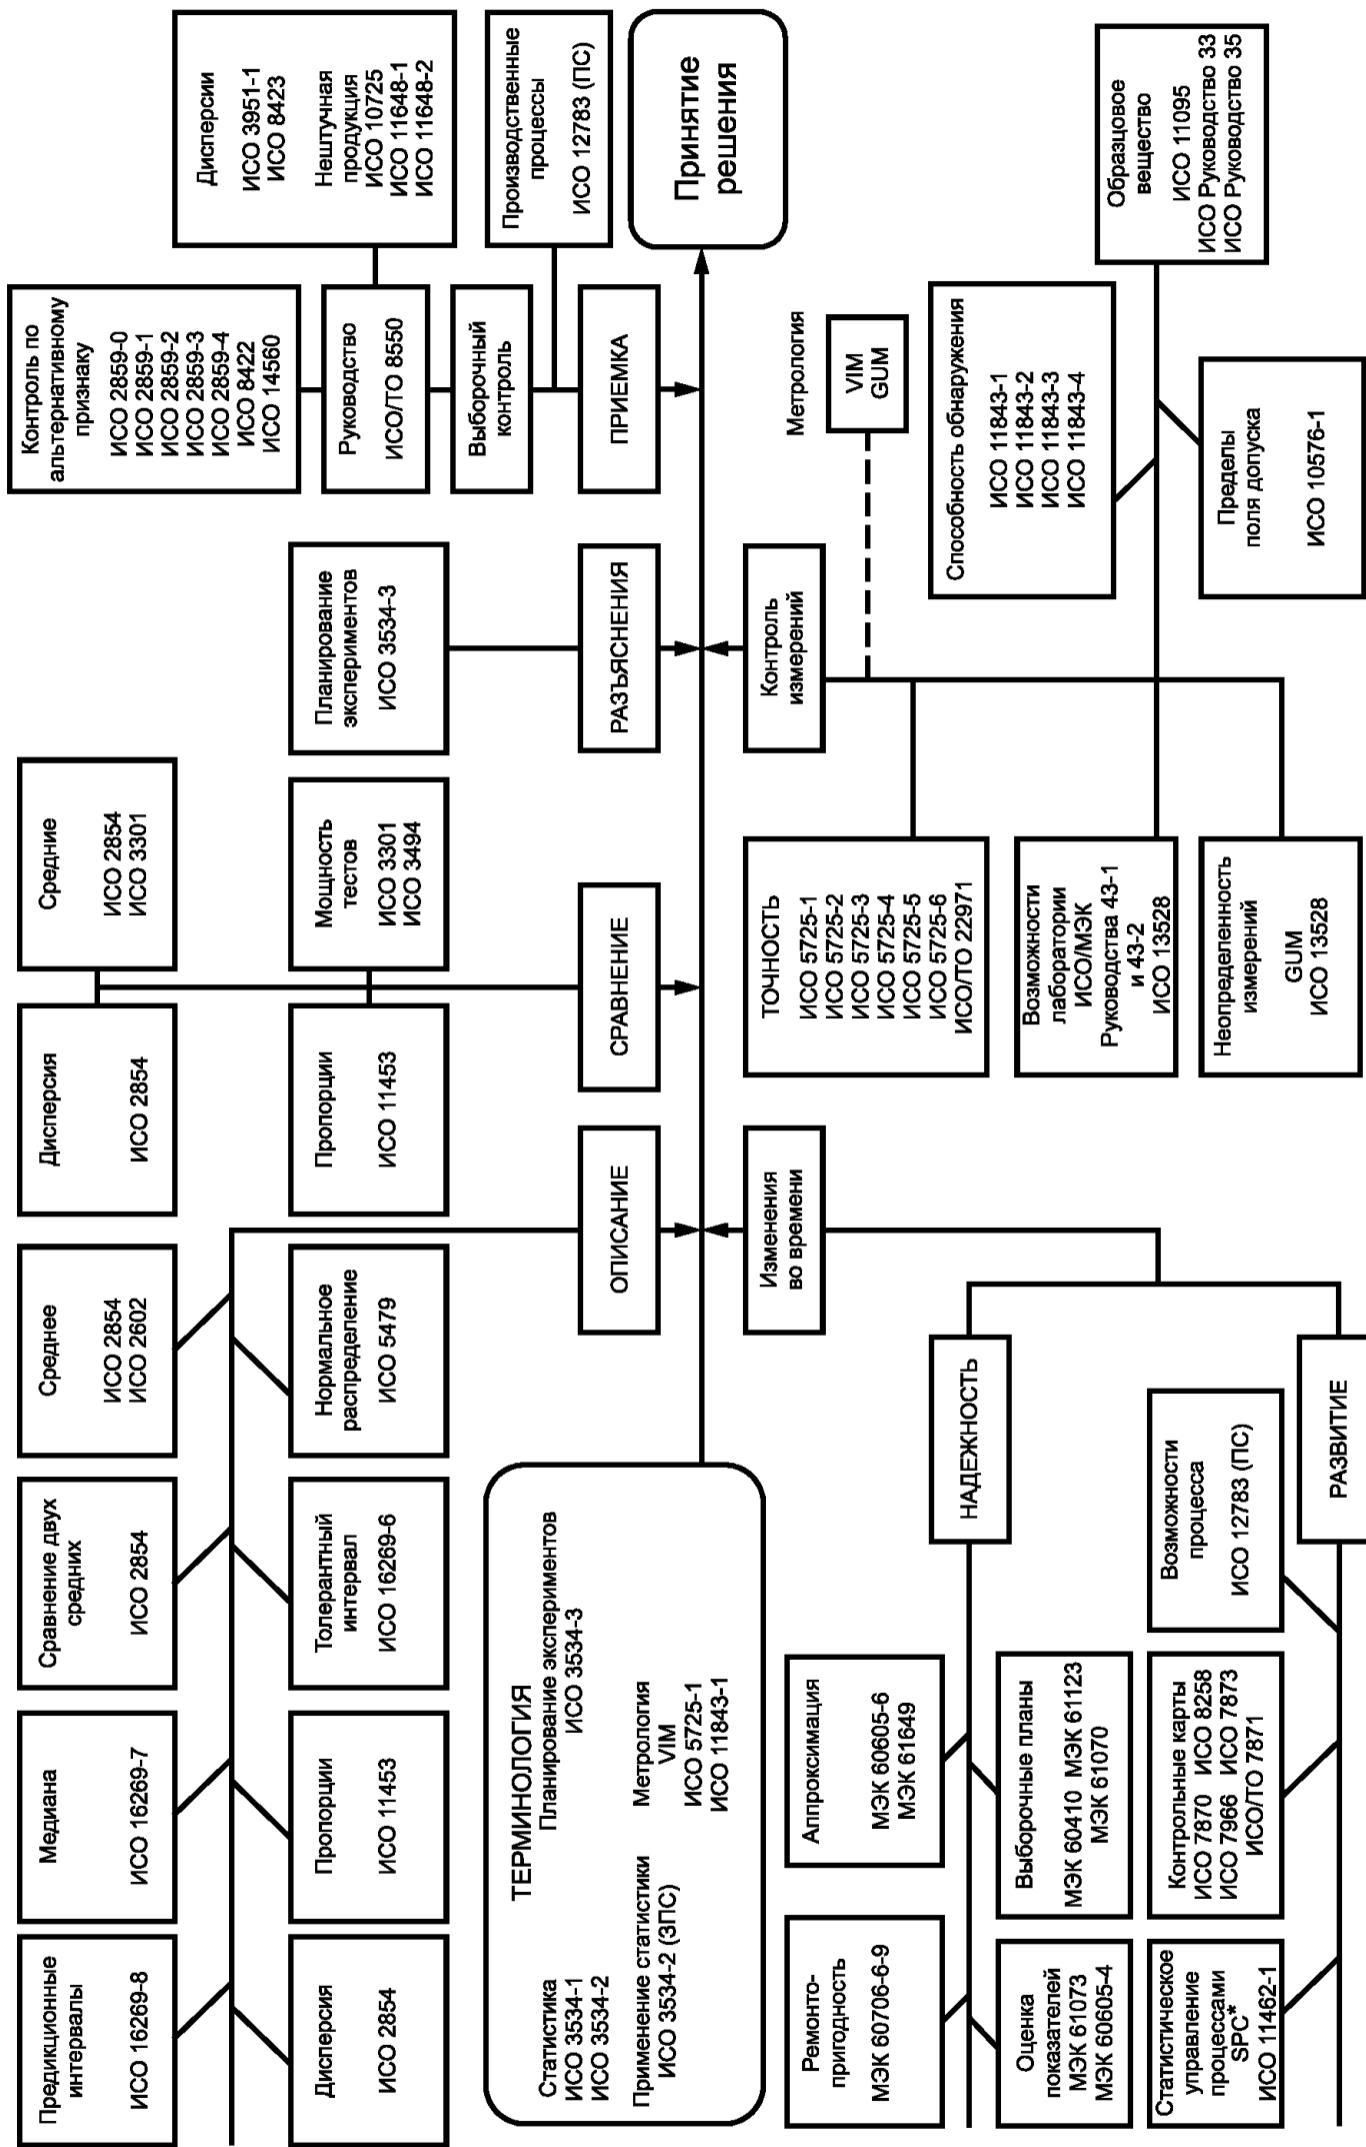 Предикционные
интервалы
ИСО 16269-8
Медиана
ИСО 16269-7
Сравнение двух
средних
ИСО 2854
Среднее
ИСО 2854
ИСО 2602
Дисперсия
ИСО 2854
Средние
ИСО 2854
ИСО 3301
Контроль по
альтернативному
признаку
ИСО 2859-0
ИСО 2859-1
ИСО 2859-2
ИСО 2859-3
ИСО 2859-4
ИСО 8422
ИСО 14560
Дисперсии
ИСО 3951-1
ИСО 8423
Нештучная
продукция
ИСО 10725
ИСО 11648-1
ИСО 11648-2
Дисперсия
ИСО 2854
Пропорции
ИСО 11453
Толерантный
интервал
ИСО 16269-6
Нормальное
распределение
ИСО 5479
Пропорции
ИСО 11453
Мощность
тестов
ИСО 3301
ИСО 3494
Планирование
экспериментов
ИСО 3534-3
Руководство
ИСО/ТО 8550
Выборочный
контроль
Производственные
процессы
ИСО 12783 (ПС)
ТЕРМИНОЛОГИЯ
Статистика
ИСО 3534-1
ИСО 3534-2
Планирование экспериментов
ИСО 3534-3
Применение статистики
ИСО 3534-2 (ЗПС)
Метрология
VIM
ИСО 5725-1
ИСО 11843-1
ОПИСАНИЕ
СРАВНЕНИЕ
РАЗЪЯСНЕНИЯ
ПРИЕМКА
Принятие
решения
Изменения
во времени
Контроль
измерений
Метрология
VIM
GUM
Ремонто-
пригодность
МЭК 60706-6-9
Аппроксимация
МЭК 60605-6
МЭК 61649
НАДЕЖНОСТЬ
ТОЧНОСТЬ
ИСО 5725-1
ИСО 5725-2
ИСО 5725-3
ИСО 5725-4
ИСО 5725-5
ИСО 5725-6
ИСО/ТО 22971
Способность обнаружения
ИСО 11843-1
ИСО 11843-2
ИСО 11843-3
ИСО 11843-4
Оценка
показателей
МЭК 61073
МЭК 60605-4
Выборочные планы
МЭК 60410 МЭК 61123
МЭК 61070
Возможности
лаборатории
ИСО/МЭК
Руководства 43-1
и 43-2
ИСО 13528
Образцовое
вещество
ИСО 11095
ИСО Руководство 33
ИСО Руководство 35
Статистическое
управление
процессами
SPC*
ИСО 11462-1
Контрольные карты
ИСО 7870 ИСО 8258
ИСО 7966 ИСО 7873
ИСО/ТО 7871
Возможности
процесса
ИСО 12783 (ПС)
РАЗВИТИЕ
Неопределенность
измерений
GUM
ИСО 13528
Пределы
поля допуска
ИСО 10576-1